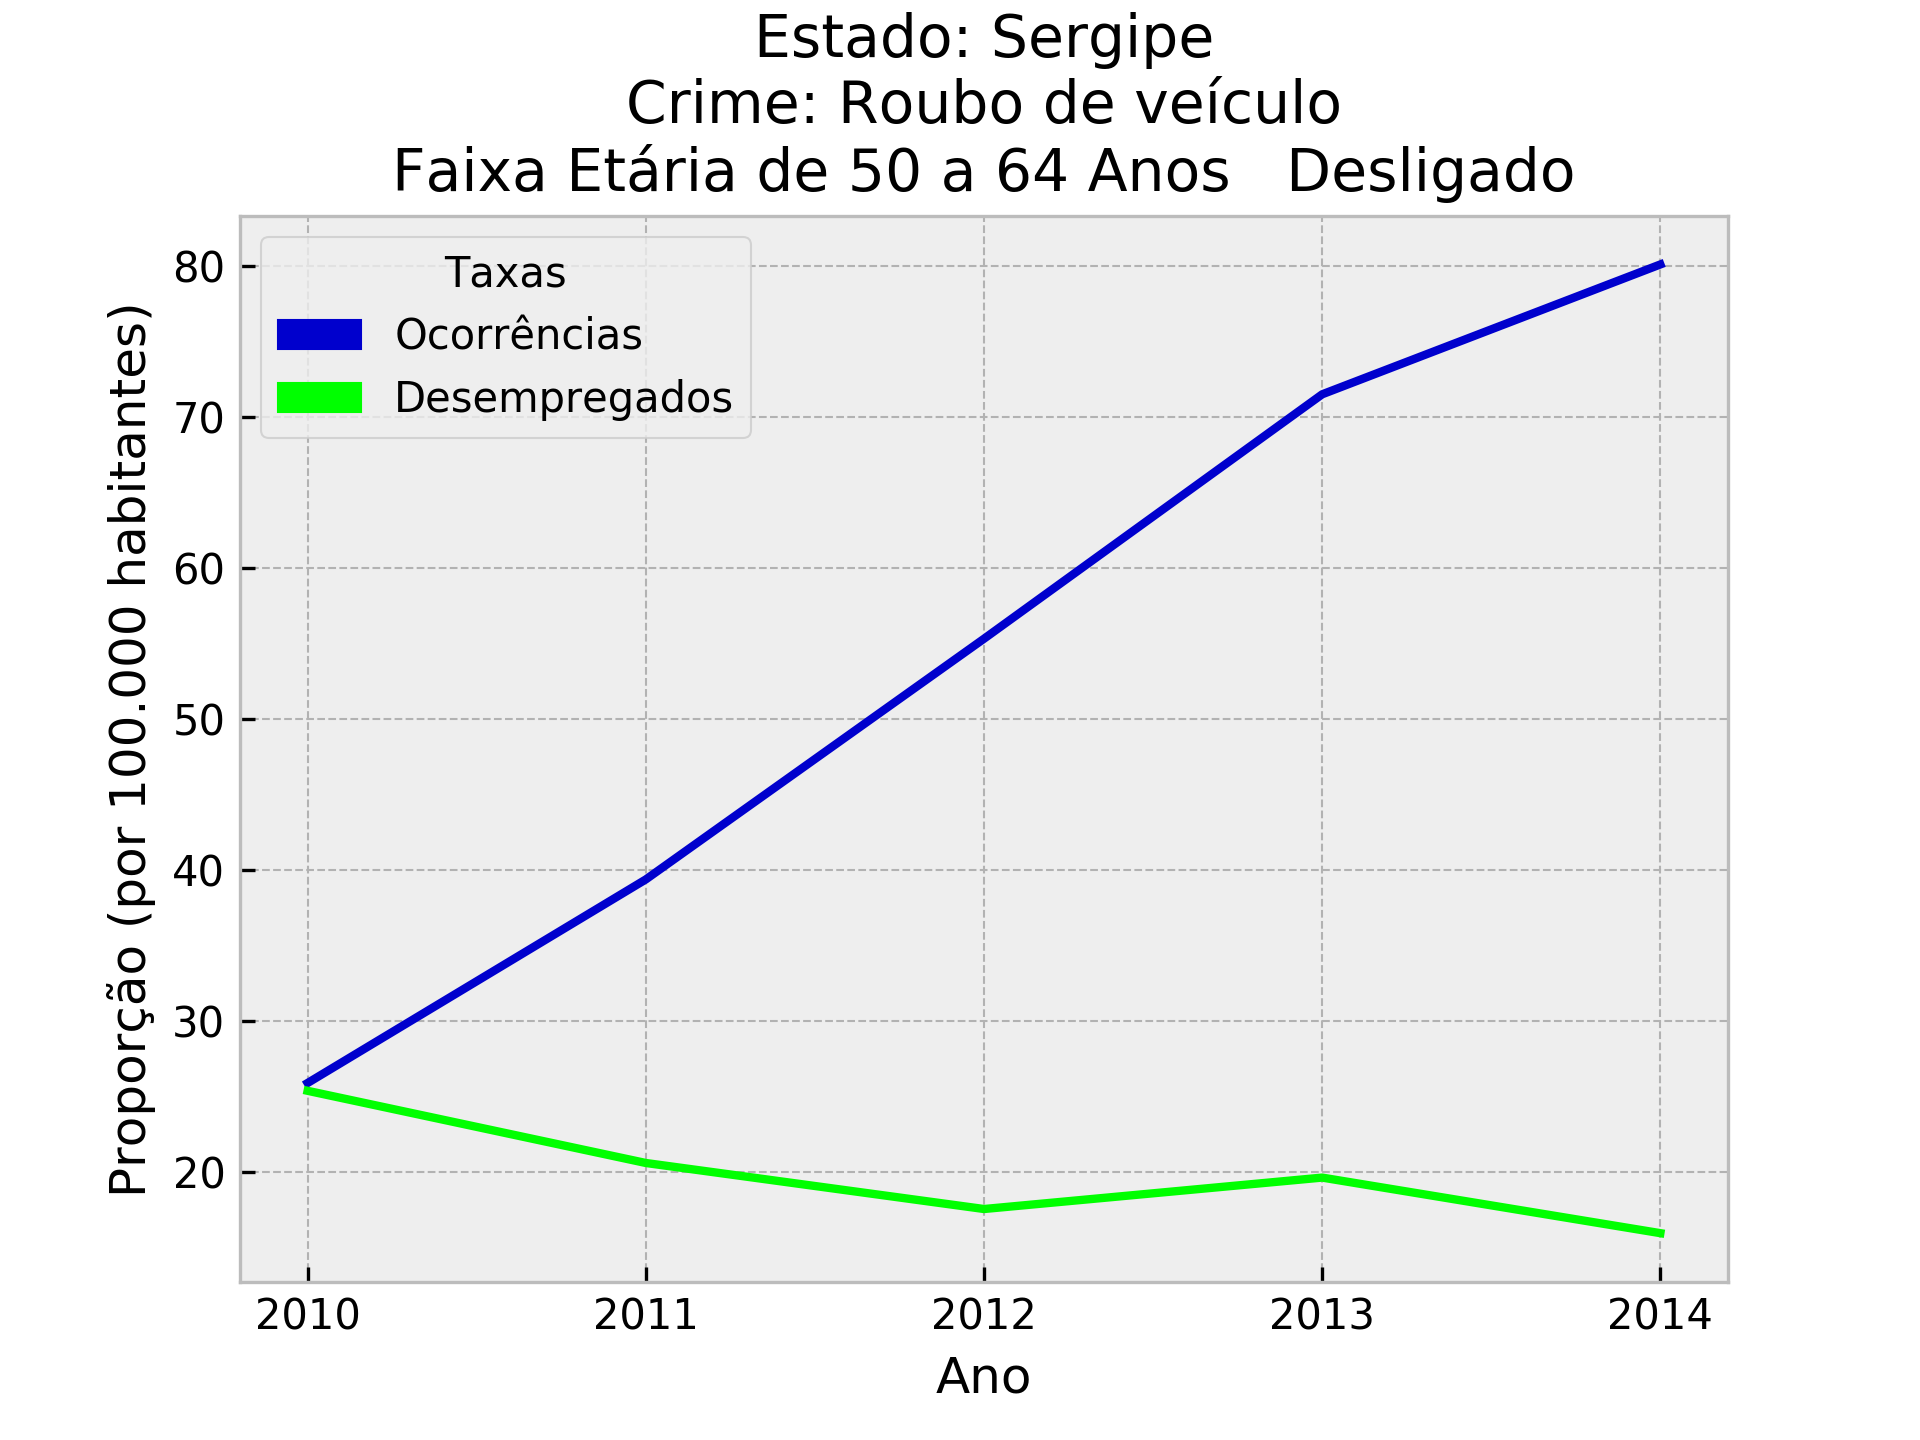 Estado: Sergipe
Crime: Roubo de veículo
Faixa Etária de 50 a 64 Anos   Desligado
Taxas
Ocorrências
Desempregados
Proporção (por 100.000 habitantes)
80
70
60
50
40
30
20
2010 2011 2012 2013 2014
Ano